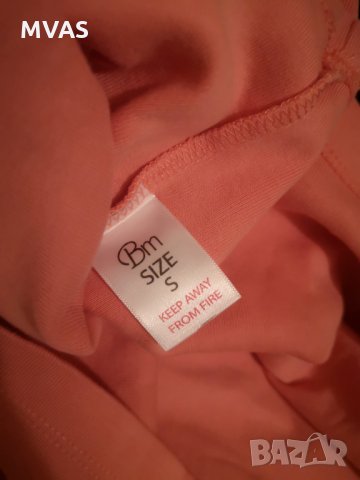 MVAS
Bm
SIZE
S
KEEP AWAY
FROM FIRE
BAZAR